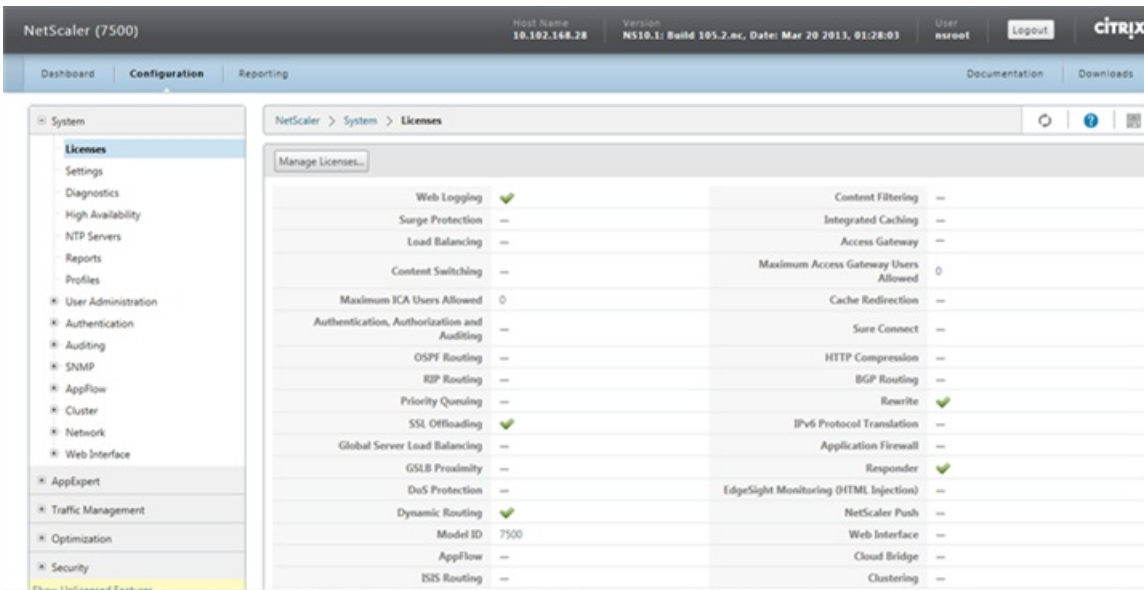 NetScaler (7500)
Host Name
10.102.168.28
Version
NS10.1: Build 105.2.nc, Date: Mar 20 2013, 01:28:03
User
nsroot
Logout
CITRIX
Dashboard
Configuration
Reporting
Documentation
Downloads
System
Licenses
Settings
Diagnostics
High Availability
NTP Servers
Reports
Profiles
User Administration
Authentication
Auditing
SNMP
AppFlow
Cluster
Network
Web Interface
AppExpert
Traffic Management
Optimization
Security
Show Unlicensed Features
NetScaler > System > Licenses
Manage Licenses...
Web Logging
Content Filtering —
Surge Protection —
Integrated Caching —
Load Balancing —
Access Gateway —
Content Switching —
Maximum Access Gateway Users
Allowed 0
Maximum ICA Users Allowed 0
Cache Redirection —
Authentication, Authorization and
Auditing —
Sure Connect —
OSPF Routing —
HTTP Compression —
RIP Routing —
BGP Routing —
Priority Queuing —
Rewrite
SSL Offloading
IPv6 Protocol Translation —
Global Server Load Balancing —
Application Firewall —
GSLB Proximity —
Responder
DoS Protection —
EdgeSight Monitoring (HTML Injection) —
Dynamic Routing
NetScaler Push —
Model ID 7500
Web Interface —
AppFlow —
Cloud Bridge —
ISIS Routing —
Clustering —